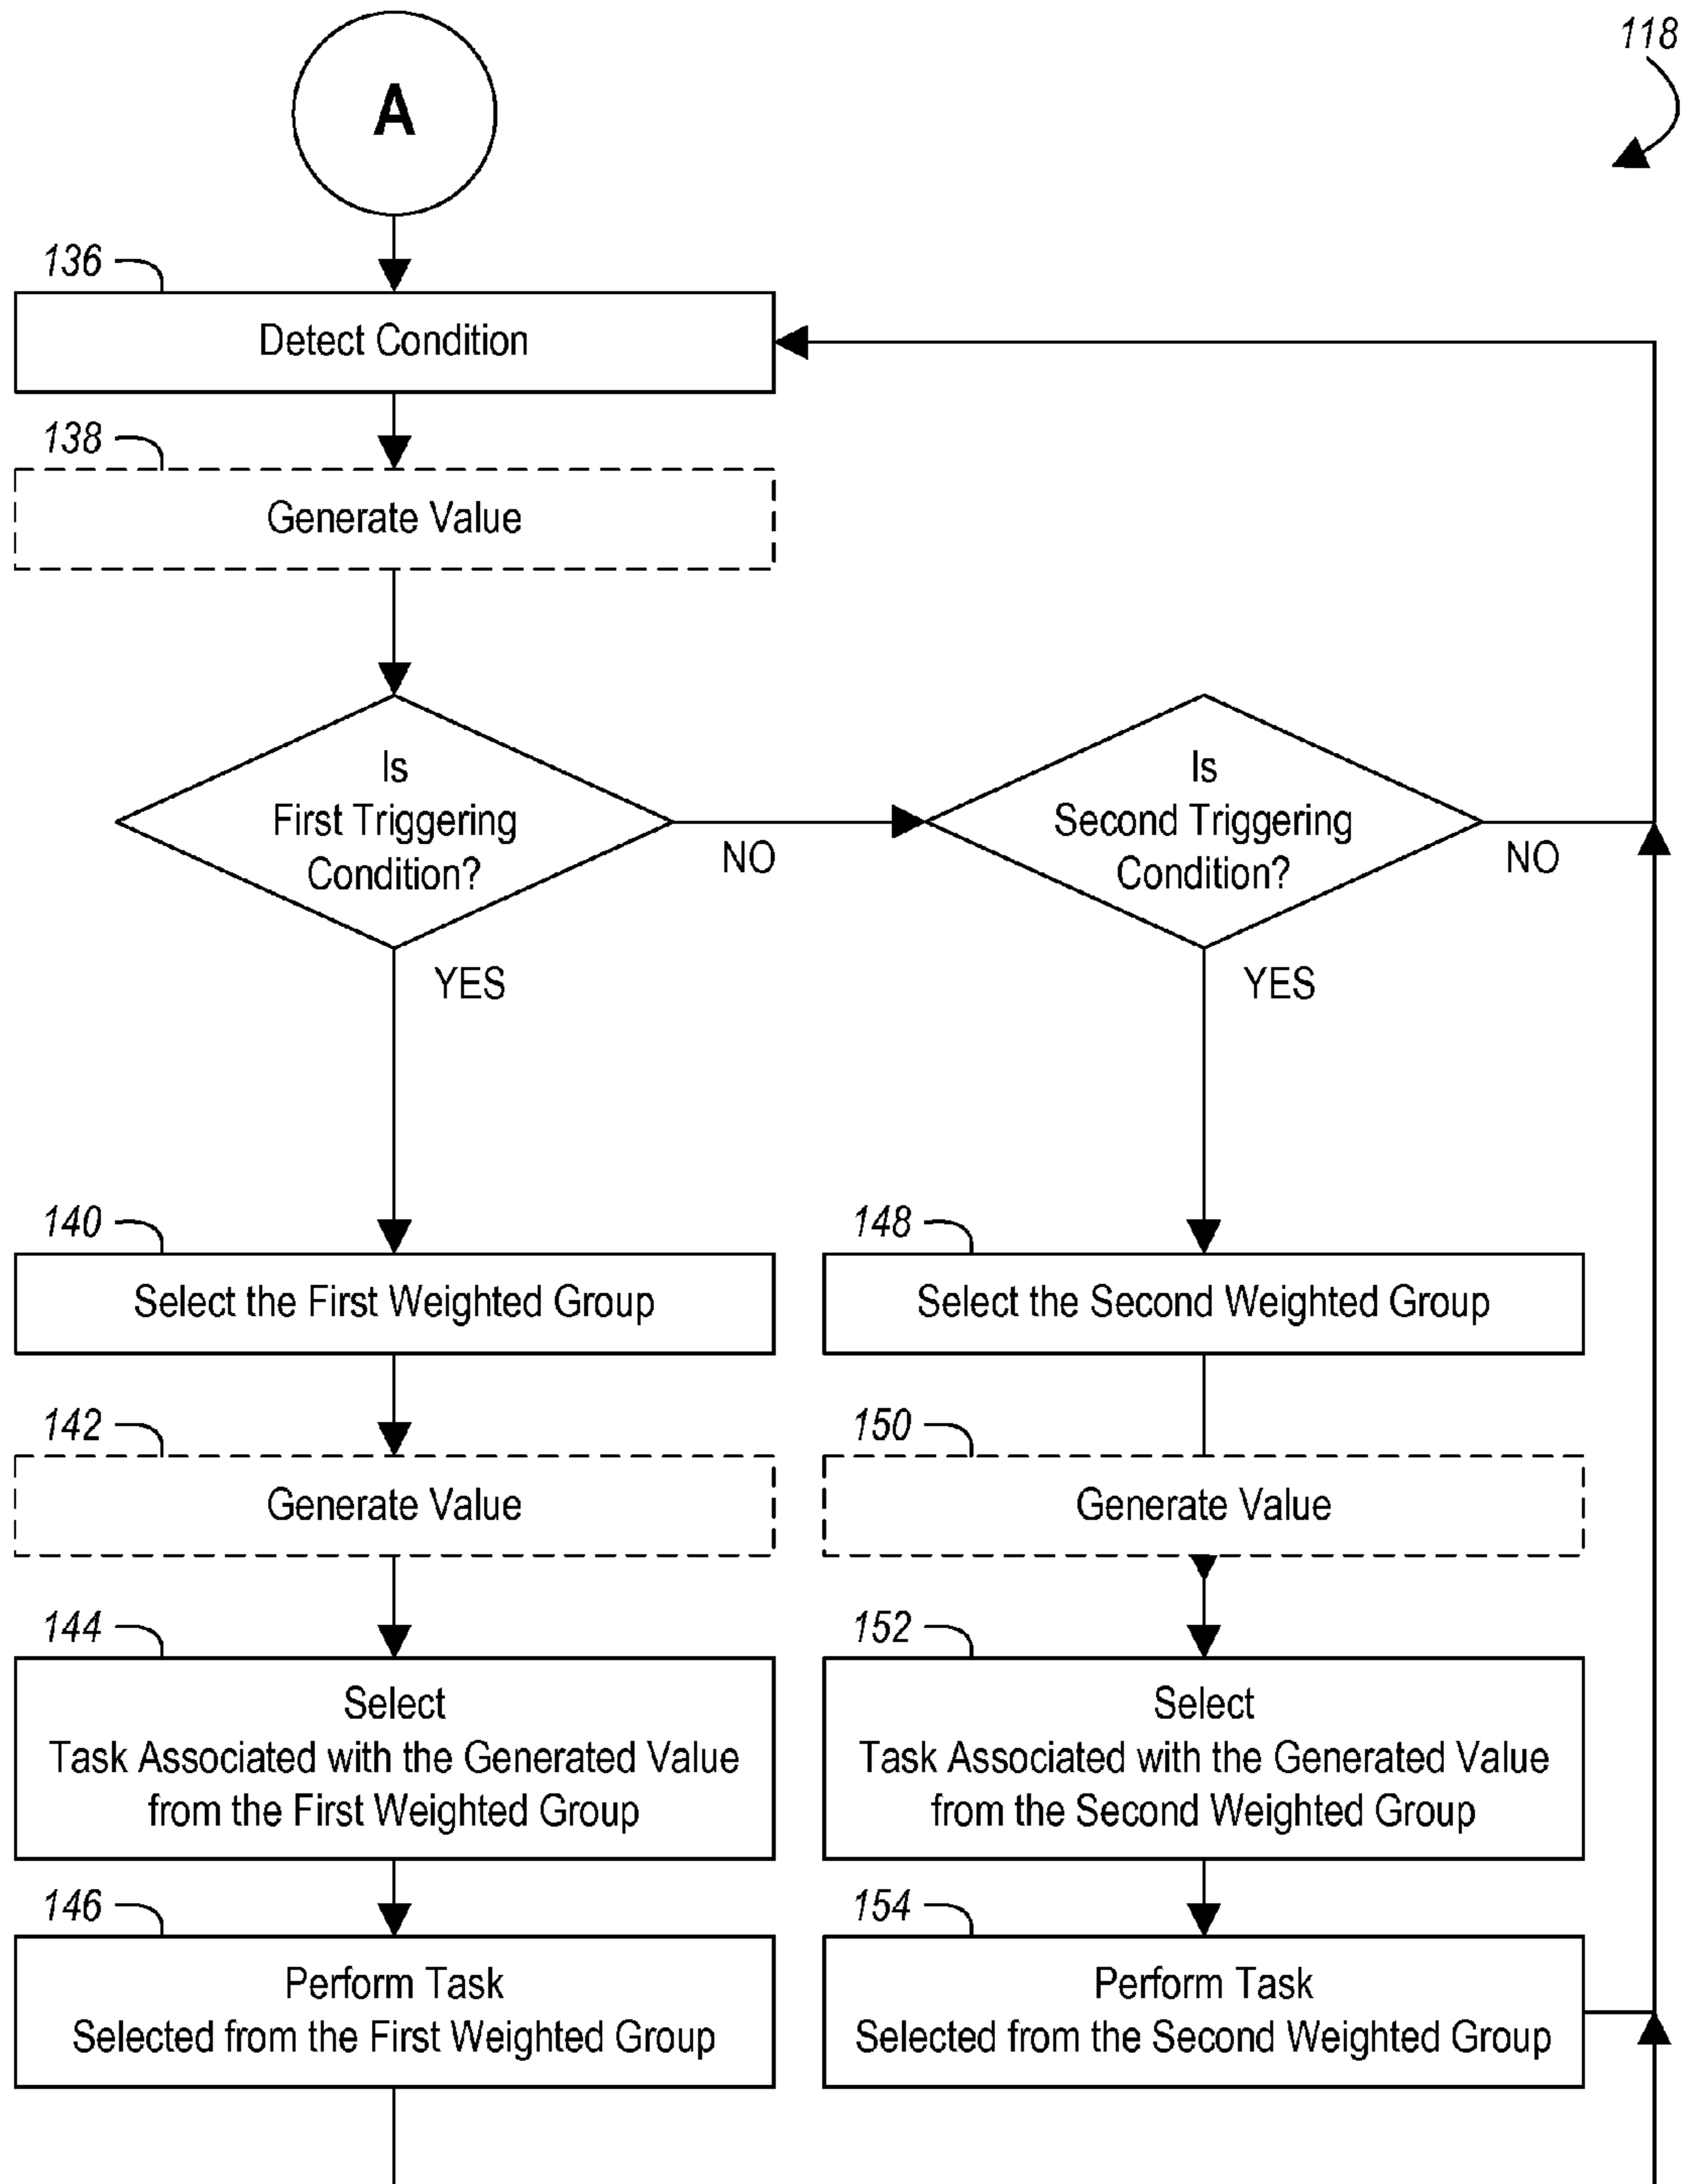 118
A
136
Detect Condition
138
Generate Value
Is
First Triggering
Condition?
NO
YES
Is
Second Triggering
Condition?
NO
YES
140
Select the First Weighted Group
148
Select the Second Weighted Group
142
Generate Value
150
Generate Value
144
Select
Task Associated with the Generated Value
from the First Weighted Group
152
Select
Task Associated with the Generated Value
from the Second Weighted Group
146
Perform Task
Selected from the First Weighted Group
154
Perform Task
Selected from the Second Weighted Group